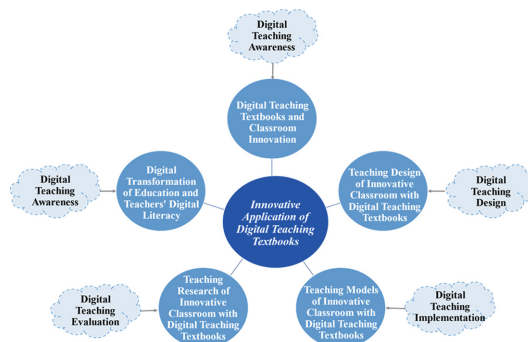 Digital
Teaching
Awareness
Digital Teaching
Textbooks and
Classroom
Innovation
Digital
Teaching
Awareness
Digital
Transformation
of Education and
Teachers' Digital
Literacy
Innovative
Application of
Digital Teaching
Textbooks
Teaching Design
of Innovative
Classroom with
Digital Teaching
Textbooks
Digital
Teaching
Design
Digital
Teaching
Evaluation
Teaching
Research of
Innovative
Classroom with
Digital Teaching
Textbooks
Teaching Models
of Innovative
Classroom with
Digital Teaching
Textbooks
Digital
Teaching
Implementation